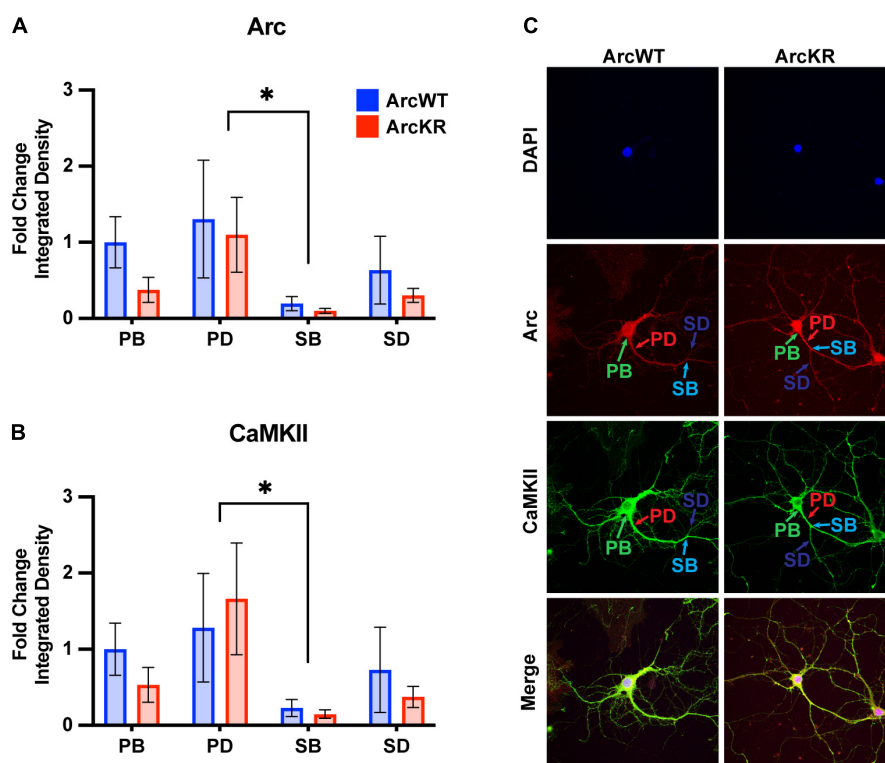 A
Arc
3
2
1
0
Fold Change
Integrated Density
*
ArcWT
ArcKR
PB PD SB SD
B
CaMKII
3
2
1
0
Fold Change
Integrated Density
*
PB PD SB SD
C
ArcWT ArcKR
DAPI
Arc
PB PD SD SB
PB PD SB SD
CaMKII
PB PD SD SB
PB PD SB SD
Merge